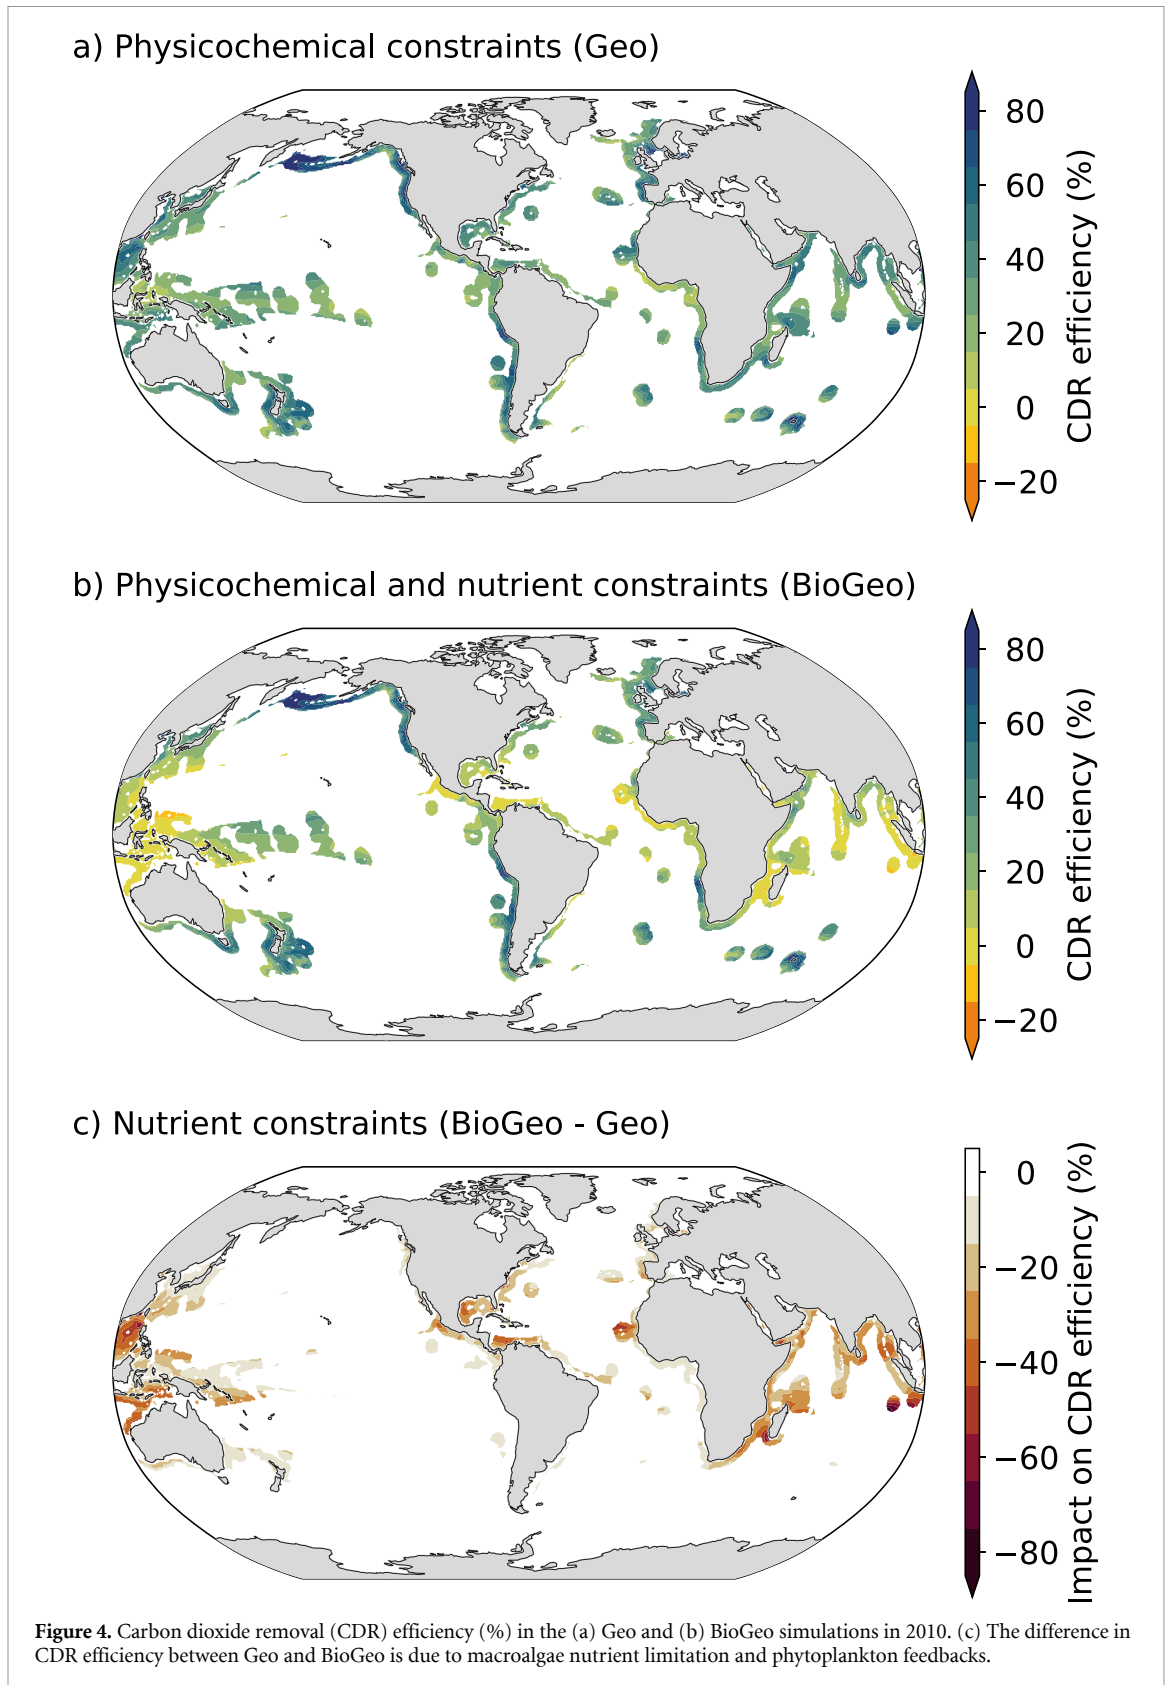 a) Physicochemical constraints (Geo)
80
60
40
20
0
−20
CDR efficiency (%)
b) Physicochemical and nutrient constraints (BioGeo)
80
60
40
20
0
−20
CDR efficiency (%)
c) Nutrient constraints (BioGeo - Geo)
0
−20
−40
−60
−80
Impact on CDR efficiency (%)
Figure 4. Carbon dioxide removal (CDR) efficiency (%) in the (a) Geo and (b) BioGeo simulations in 2010. (c) The difference in
CDR efficiency between Geo and BioGeo is due to macroalgae nutrient limitation and phytoplankton feedbacks.